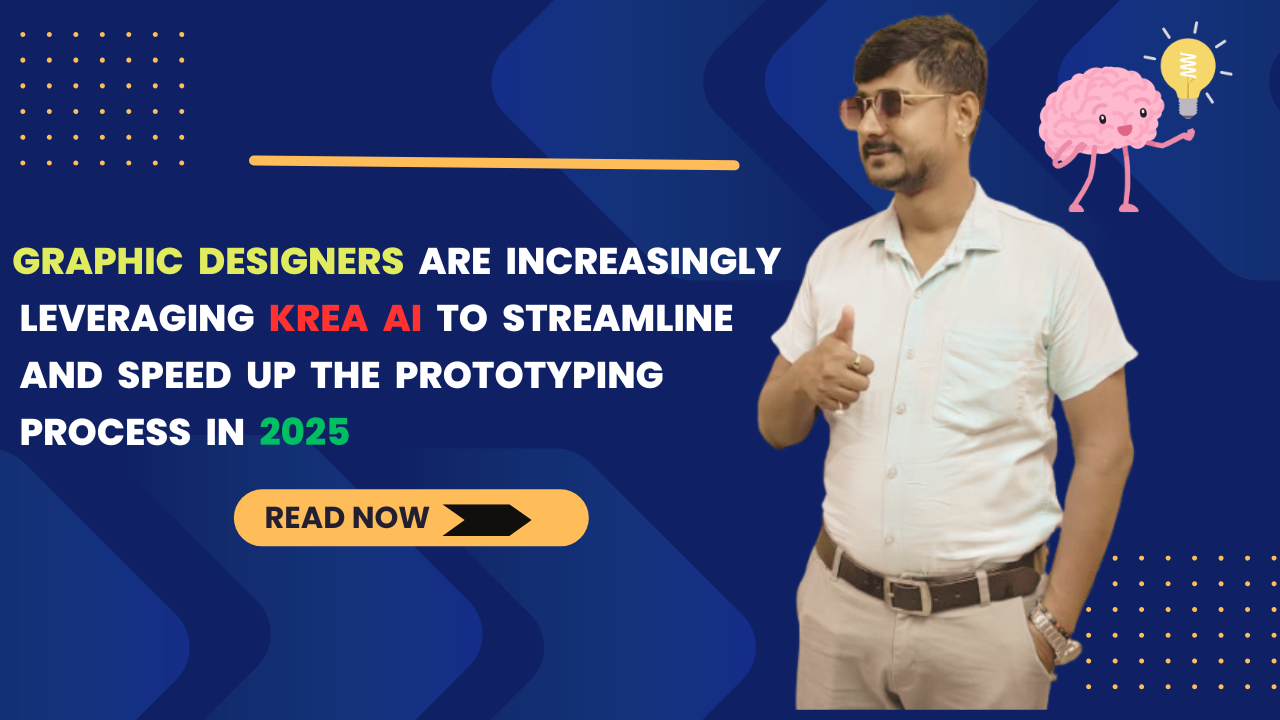 GRAPHIC DESIGNERS ARE INCREASINGLY
LEVERAGING KREA AI TO STREAMLINE
AND SPEED UP THE PROTOTYPING
PROCESS IN 2025
READ NOW